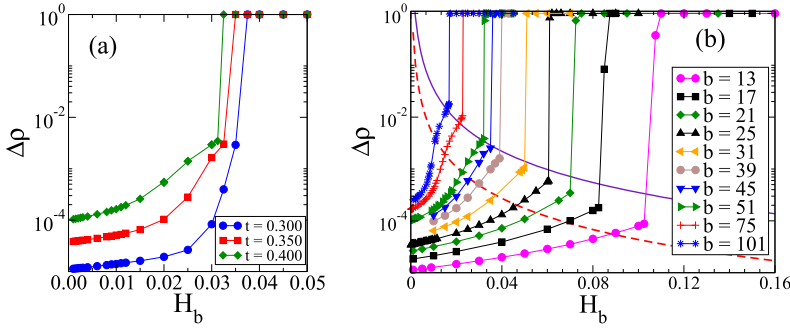 10^0
10^-2
10^-4
Δρ
(a)
t = 0.300
t = 0.350
t = 0.400
0.00 0.01 0.02 0.03 0.04 0.05
H_b
10^0
10^-2
10^-4
Δρ
(b)
b = 13
b = 17
b = 21
b = 25
b = 31
b = 39
b = 45
b = 51
b = 75
b = 101
0 0.04 0.08 0.12 0.16
H_b